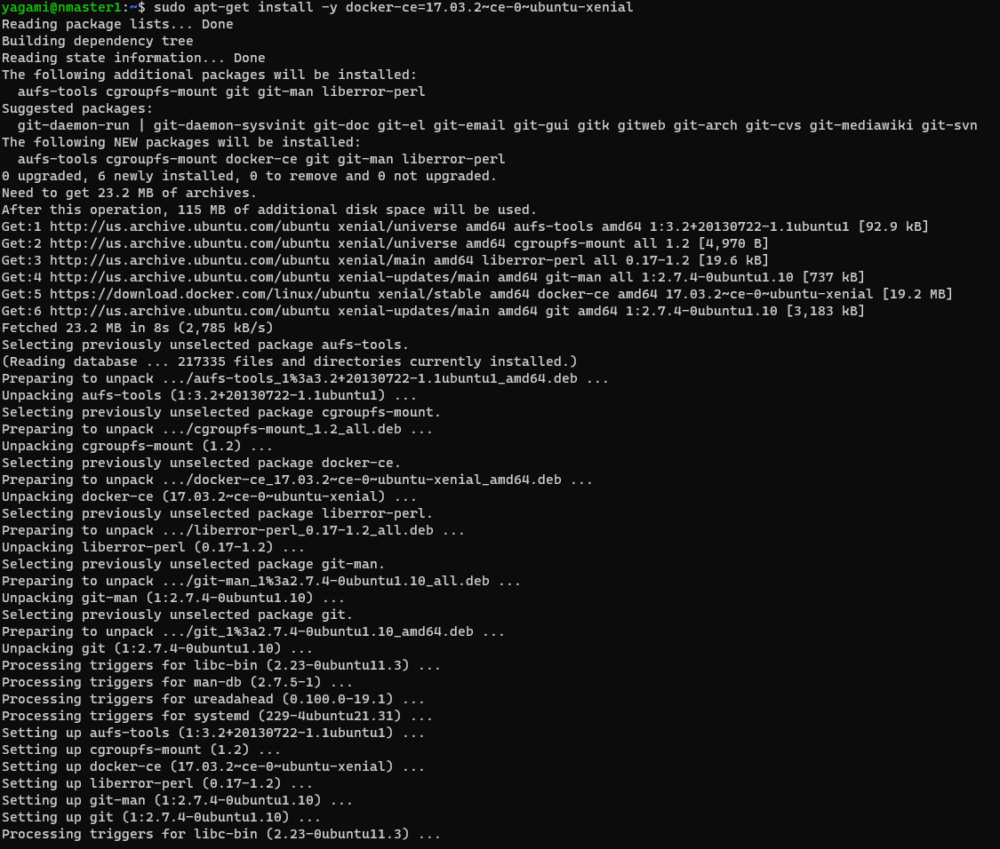 yagami@nmaster1:~$ sudo apt-get install -y docker-ce=17.03.2~ce-0~ubuntu-xenial
Reading package lists... Done
Building dependency tree
Reading state information... Done
The following additional packages will be installed:
  aufs-tools cgroupfs-mount git git-man liberror-perl
Suggested packages:
  git-daemon-run | git-daemon-sysvinit git-doc git-el git-email git-gui gitk gitweb git-arch git-cvs git-mediawiki git-svn
The following NEW packages will be installed:
  aufs-tools cgroupfs-mount docker-ce git git-man liberror-perl
0 upgraded, 6 newly installed, 0 to remove and 0 not upgraded.
Need to get 23.2 MB of archives.
After this operation, 115 MB of additional disk space will be used.
Get:1 http://us.archive.ubuntu.com/ubuntu xenial/universe amd64 aufs-tools amd64 1:3.2+20130722-1.1ubuntu1 [92.9 kB]
Get:2 http://us.archive.ubuntu.com/ubuntu xenial/universe amd64 cgroupfs-mount all 1.2 [4,970 B]
Get:3 http://us.archive.ubuntu.com/ubuntu xenial/main amd64 liberror-perl all 0.17-1.2 [19.6 kB]
Get:4 http://us.archive.ubuntu.com/ubuntu xenial-updates/main amd64 git-man all 1:2.7.4-0ubuntu1.10 [737 kB]
Get:5 https://download.docker.com/linux/ubuntu xenial/stable amd64 docker-ce amd64 17.03.2~ce-0~ubuntu-xenial [19.2 MB]
Get:6 http://us.archive.ubuntu.com/ubuntu xenial-updates/main amd64 git amd64 1:2.7.4-0ubuntu1.10 [3,183 kB]
Fetched 23.2 MB in 8s (2,785 kB/s)
Selecting previously unselected package aufs-tools.
(Reading database ... 217335 files and directories currently installed.)
Preparing to unpack .../aufs-tools_1%3a3.2+20130722-1.1ubuntu1_amd64.deb ...
Unpacking aufs-tools (1:3.2+20130722-1.1ubuntu1) ...
Selecting previously unselected package cgroupfs-mount.
Preparing to unpack .../cgroupfs-mount_1.2_all.deb ...
Unpacking cgroupfs-mount (1.2) ...
Selecting previously unselected package docker-ce.
Preparing to unpack .../docker-ce_17.03.2~ce-0~ubuntu-xenial_amd64.deb ...
Unpacking docker-ce (17.03.2~ce-0~ubuntu-xenial) ...
Selecting previously unselected package liberror-perl.
Preparing to unpack .../liberror-perl_0.17-1.2_all.deb ...
Unpacking liberror-perl (0.17-1.2) ...
Selecting previously unselected package git-man.
Preparing to unpack .../git-man_1%3a2.7.4-0ubuntu1.10_all.deb ...
Unpacking git-man (1:2.7.4-0ubuntu1.10) ...
Selecting previously unselected package git.
Preparing to unpack .../git_1%3a2.7.4-0ubuntu1.10_amd64.deb ...
Unpacking git (1:2.7.4-0ubuntu1.10) ...
Processing triggers for libc-bin (2.23-0ubuntu11.3) ...
Processing triggers for man-db (2.7.5-1) ...
Processing triggers for ureadahead (0.100.0-19.1) ...
Processing triggers for systemd (229-4ubuntu21.31) ...
Setting up aufs-tools (1:3.2+20130722-1.1ubuntu1) ...
Setting up cgroupfs-mount (1.2) ...
Setting up docker-ce (17.03.2~ce-0~ubuntu-xenial) ...
Setting up liberror-perl (0.17-1.2) ...
Setting up git-man (1:2.7.4-0ubuntu1.10) ...
Setting up git (1:2.7.4-0ubuntu1.10) ...
Processing triggers for libc-bin (2.23-0ubuntu11.3) ...